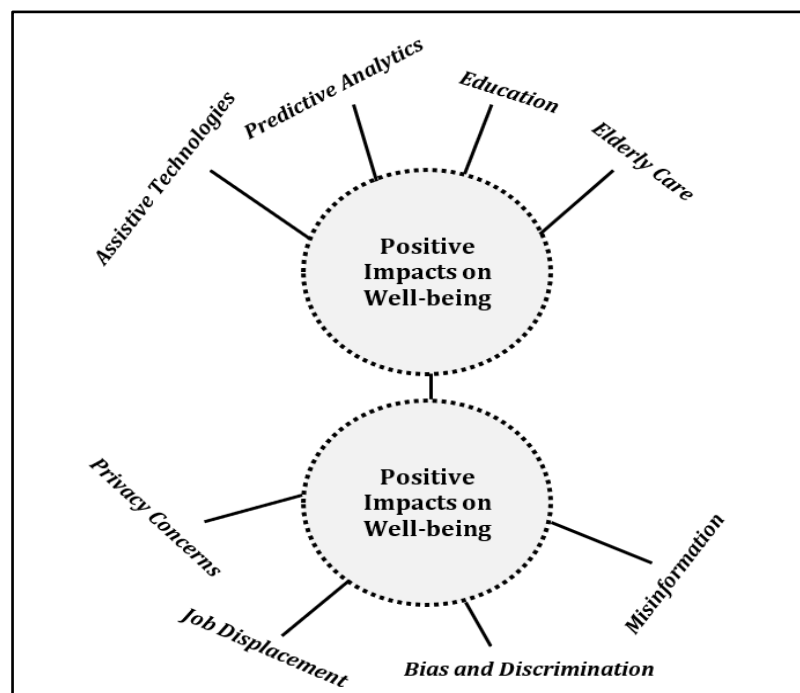 Predictive Analytics
Education
Assistive Technologies
Elderly Care
Positive
Impacts on
Well-being
Positive
Impacts on
Well-being
Privacy Concerns
Misinformation
Job Displacement
Bias and Discrimination